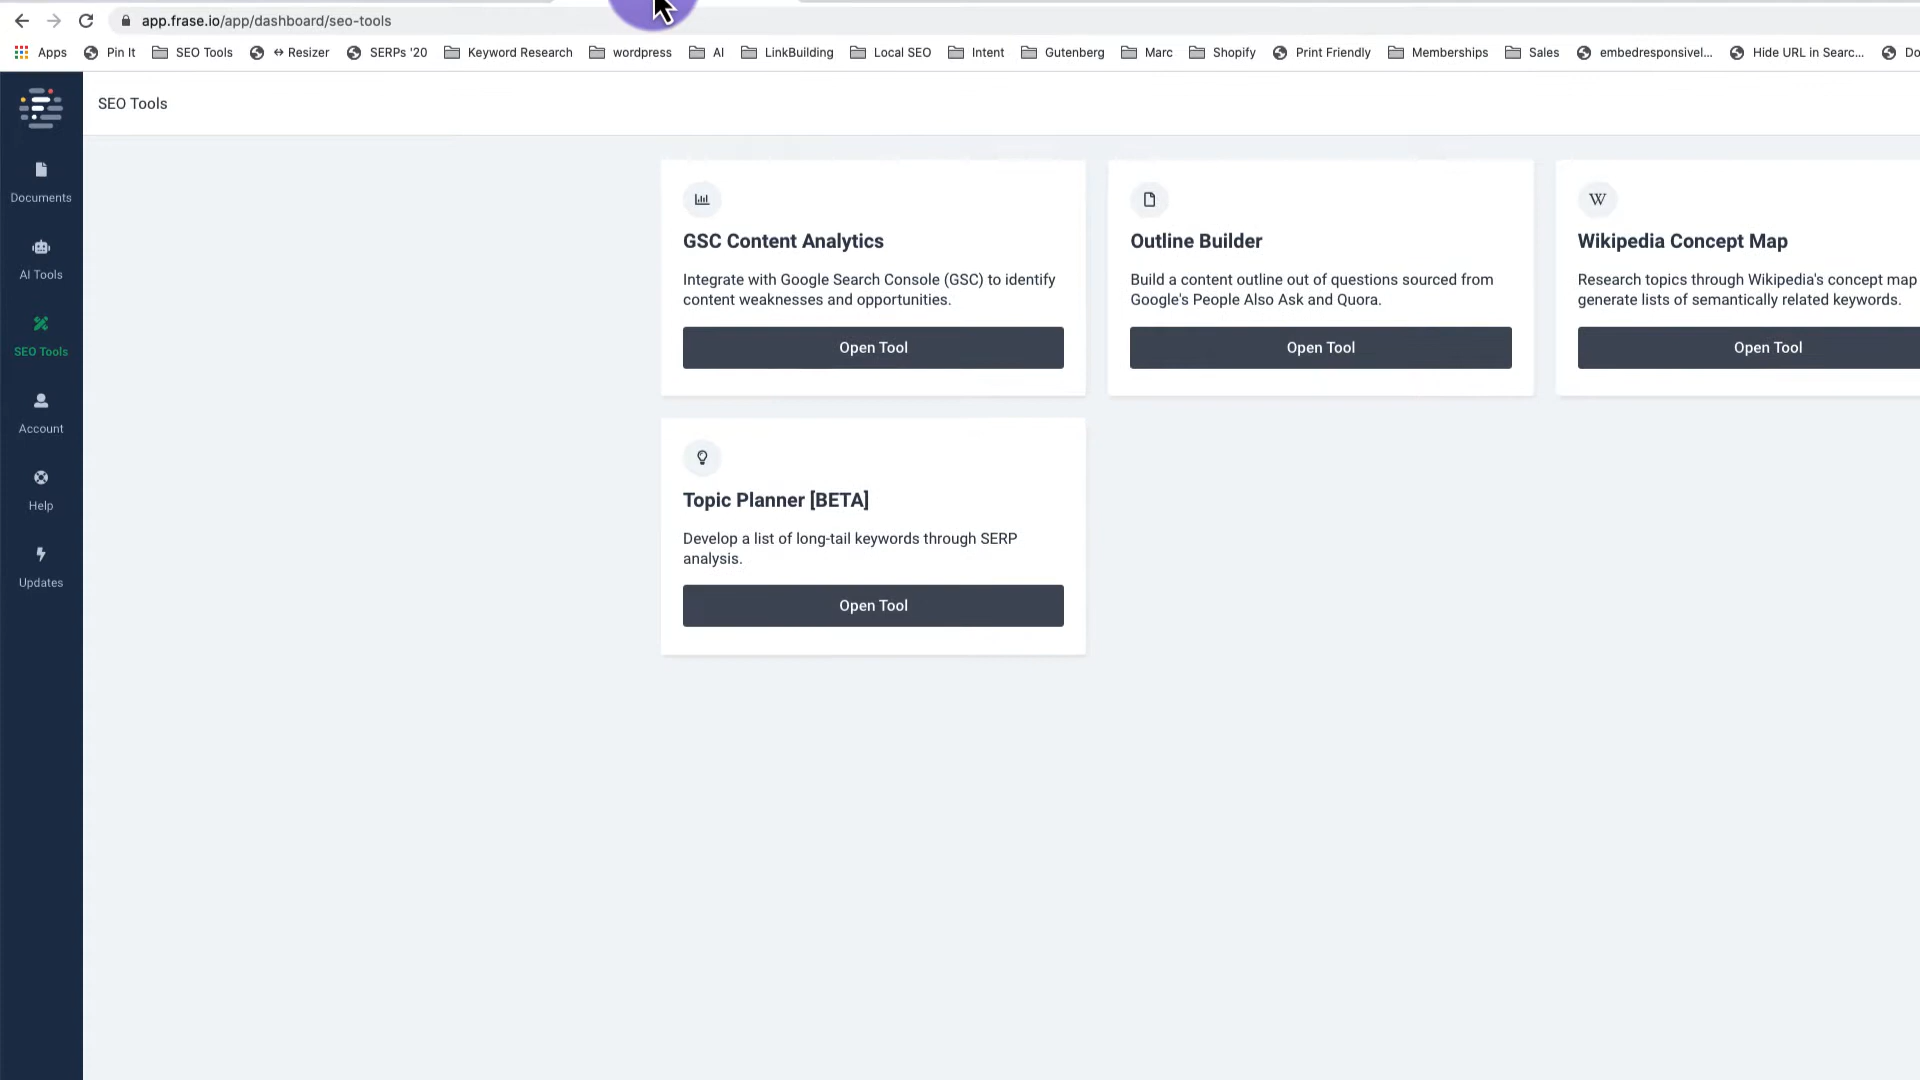 app.frase.io/app/dashboard/seo-tools
Apps Pin It SEO Tools ⇔ Resizer SERPs '20 Keyword Research wordpress AI LinkBuilding Local SEO Intent Gutenberg Marc Shopify Print Friendly Memberships Sales embedresponsivel... Hide URL in Searc... Do
SEO Tools
Documents
AI Tools
SEO Tools
Account
Help
Updates
GSC Content Analytics
Integrate with Google Search Console (GSC) to identify
content weaknesses and opportunities.
Open Tool
Outline Builder
Build a content outline out of questions sourced from
Google's People Also Ask and Quora.
Open Tool
W
Wikipedia Concept Map
Research topics through Wikipedia's concept map
generate lists of semantically related keywords.
Open Tool
Topic Planner [BETA]
Develop a list of long-tail keywords through SERP
analysis.
Open Tool